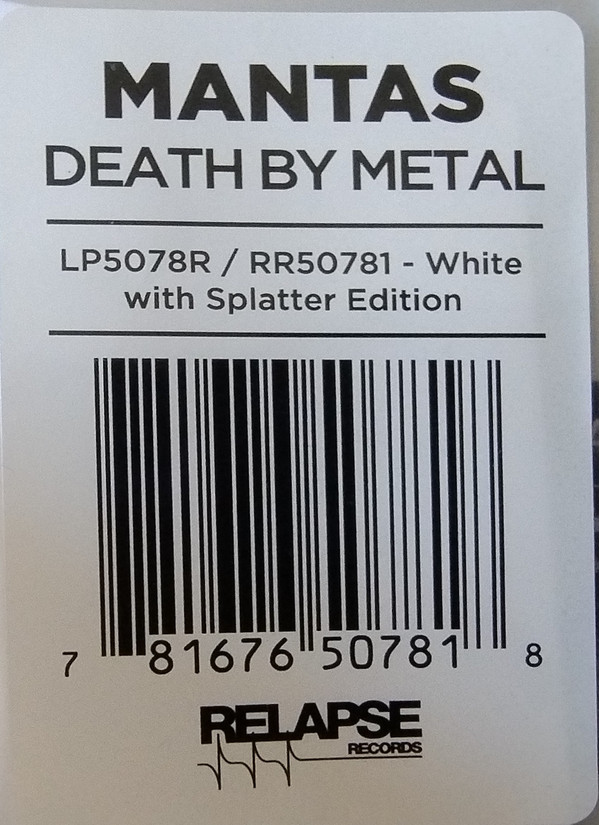 MANTAS
DEATH BY METAL
LP5078R / RR50781 - White
with Splatter Edition
7 81676 50781 8
RELAPSE
RECORDS